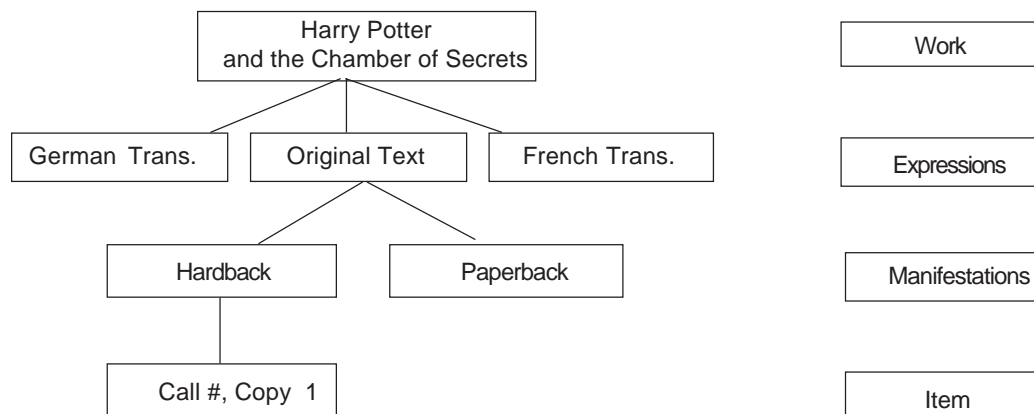 Harry Potter
and the Chamber of Secrets
Work
German Trans.
Original Text
French Trans.
Expressions
Hardback
Paperback
Manifestations
Call #, Copy 1
Item